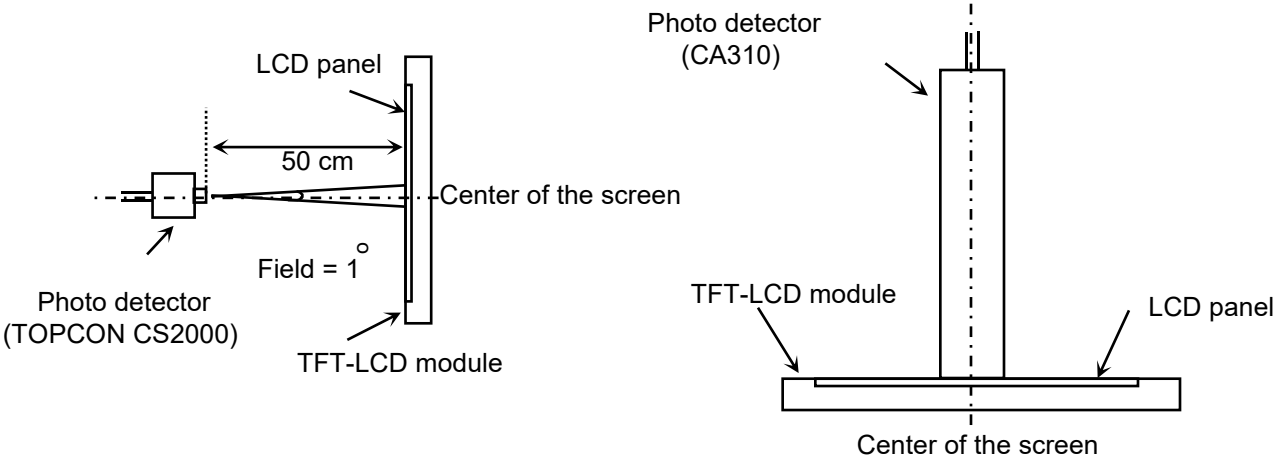 LCD panel
50 cm
Center of the screen
Field = 1°
Photo detector
(TOPCON CS2000)
TFT-LCD module
Photo detector
(CA310)
TFT-LCD module
LCD panel
Center of the screen